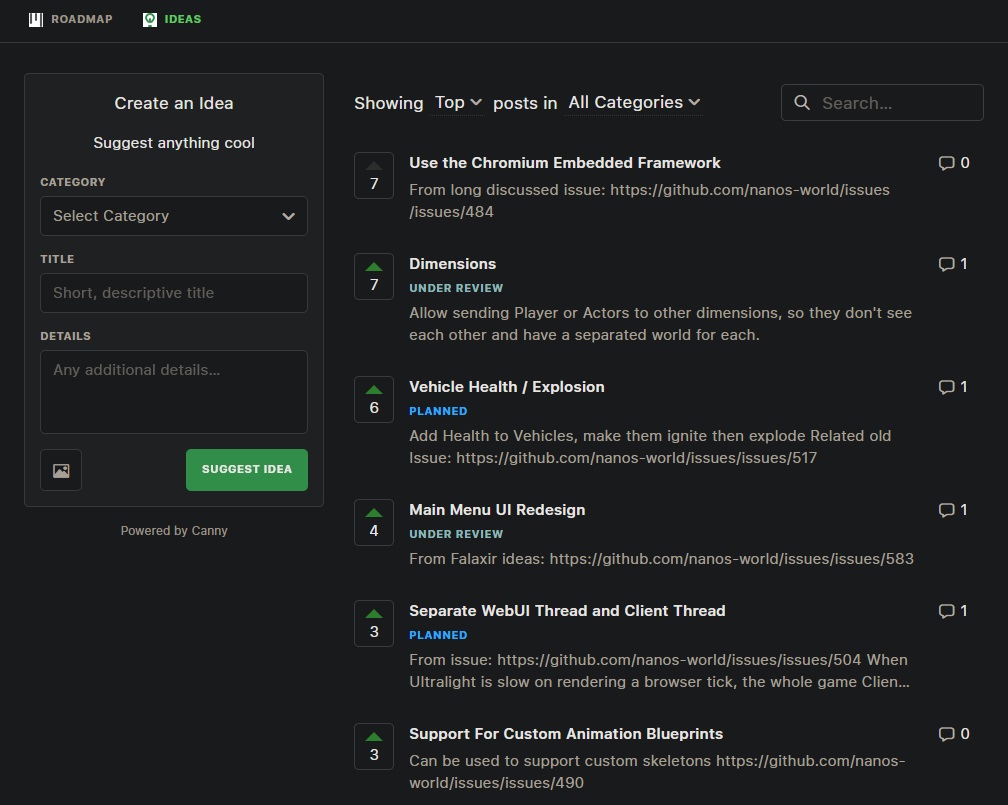 ROADMAP
IDEAS
Create an Idea
Suggest anything cool
CATEGORY
Select Category
TITLE
Short, descriptive title
DETAILS
Any additional details…
SUGGEST IDEA
Powered by Canny
Showing Top posts in All Categories
Search…
Use the Chromium Embedded Framework
0
7
From long discussed issue: https://github.com/nanos-world/issues
/issues/484
Dimensions
1
7
UNDER REVIEW
Allow sending Player or Actors to other dimensions, so they don't see
each other and have a separated world for each.
Vehicle Health / Explosion
1
6
PLANNED
Add Health to Vehicles, make them ignite then explode Related old
Issue: https://github.com/nanos-world/issues/issues/517
Main Menu UI Redesign
1
4
UNDER REVIEW
From Falaxir ideas: https://github.com/nanos-world/issues/issues/583
Separate WebUI Thread and Client Thread
1
3
PLANNED
From issue: https://github.com/nanos-world/issues/issues/504 When
Ultralight is slow on rendering a browser tick, the whole game Clien…
Support For Custom Animation Blueprints
0
3
Can be used to support custom skeletons https://github.com/nanos-
world/issues/issues/490